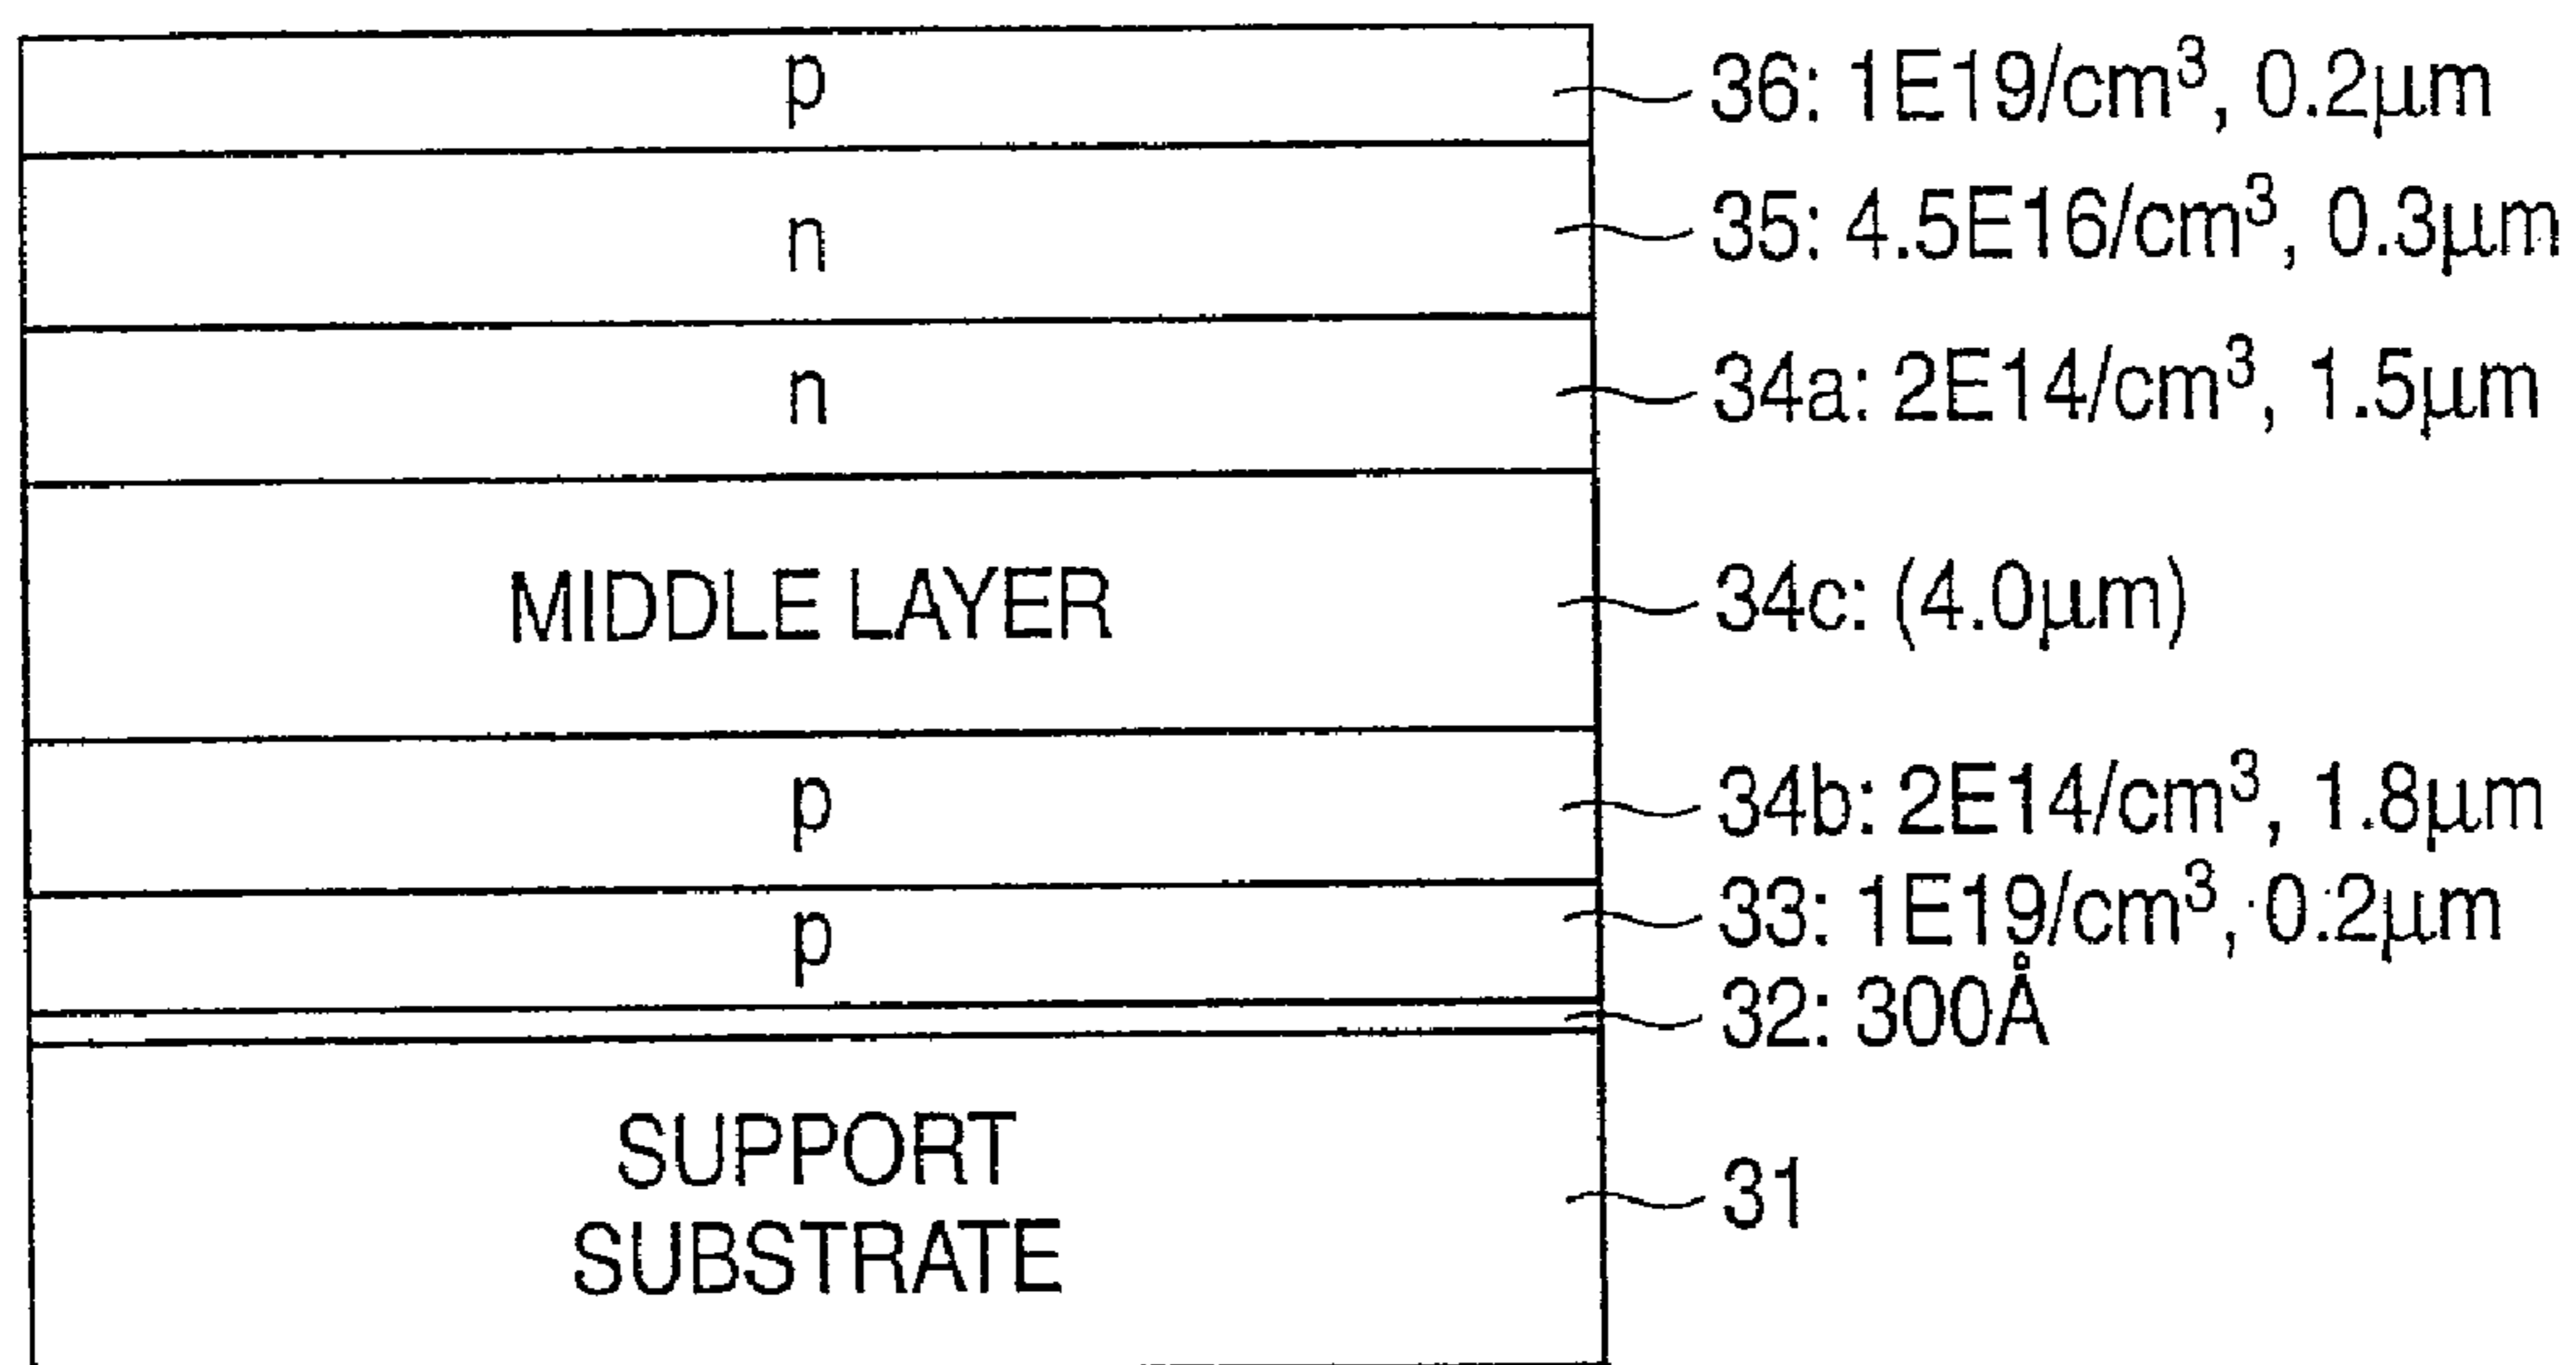 p
36: 1E19/cm³, 0.2μm
n
35: 4.5E16/cm³, 0.3μm
n
34a: 2E14/cm³, 1.5μm
MIDDLE LAYER
34c: (4.0μm)
p
34b: 2E14/cm³, 1.8μm
p
33: 1E19/cm³, 0.2μm
32: 300Å
SUPPORT
SUBSTRATE
31